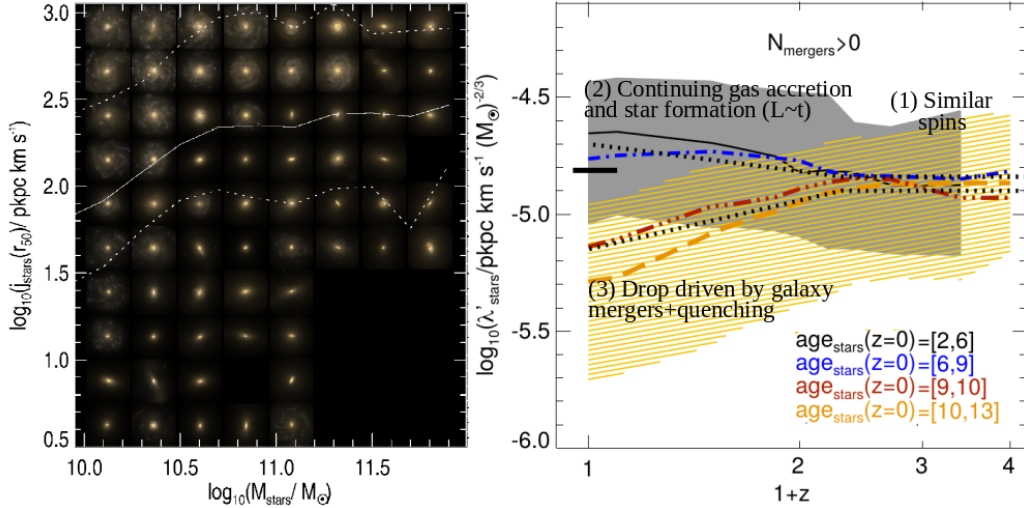 3.0
2.5
2.0
1.5
1.0
0.5
log₁₀(jstars(r₅₀)/ pkpc km s⁻¹)
10.0 10.5 11.0 11.5
log₁₀(Mstars/ M☉)
log₁₀(λ'stars/pkpc km s⁻¹ (M☉)⁻²/³)
-4.5
-5.0
-5.5
-6.0
Nmergers>0
(2) Continuing gas accretion
and star formation (L~t)
(1) Similar
spins
(3) Drop driven by galaxy
mergers+quenching
agestars(z=0)=[2,6]
agestars(z=0)=[6,9]
agestars(z=0)=[9,10]
agestars(z=0)=[10,13]
1 2 3 4
1+z